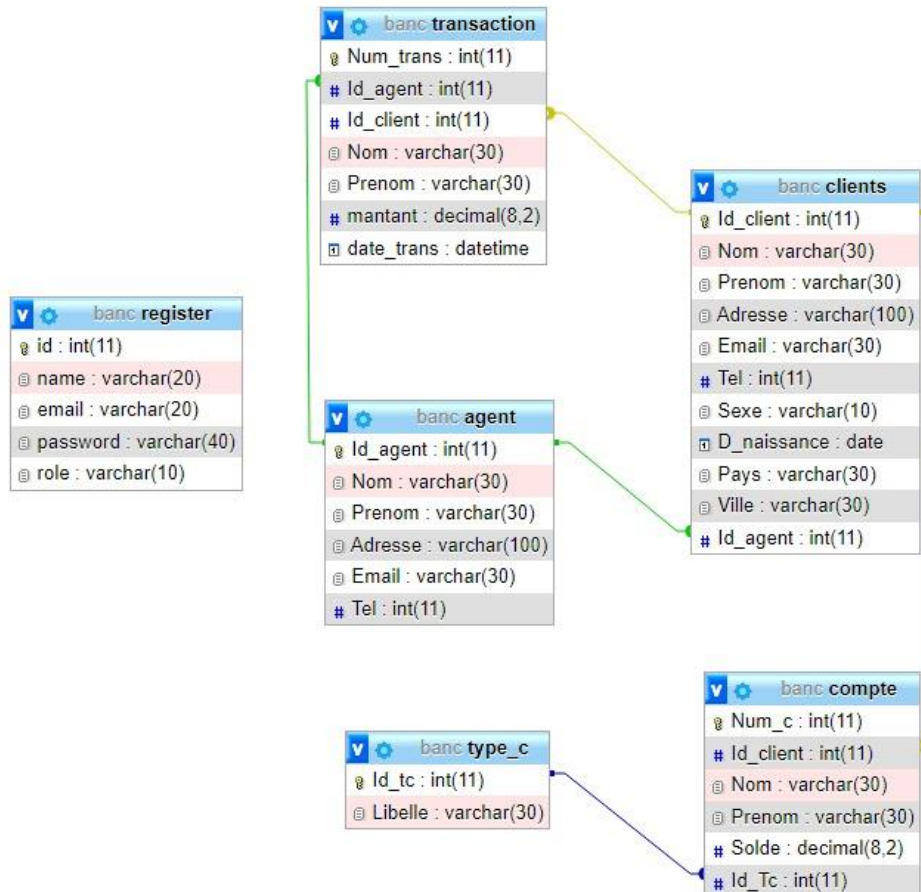 banc transaction
Num_trans : int(11)
# Id_agent : int(11)
# Id_client : int(11)
Nom : varchar(30)
Prenom : varchar(30)
# mantant : decimal(8,2)
date_trans : datetime
banc clients
Id_client : int(11)
Nom : varchar(30)
Prenom : varchar(30)
Adresse : varchar(100)
Email : varchar(30)
# Tel : int(11)
Sexe : varchar(10)
D_naissance : date
Pays : varchar(30)
Ville : varchar(30)
# Id_agent : int(11)
banc register
id : int(11)
name : varchar(20)
email : varchar(20)
password : varchar(40)
role : varchar(10)
banc agent
Id_agent : int(11)
Nom : varchar(30)
Prenom : varchar(30)
Adresse : varchar(100)
Email : varchar(30)
# Tel : int(11)
banc type_c
Id_tc : int(11)
Libelle : varchar(30)
banc compte
Num_c : int(11)
# Id_client : int(11)
Nom : varchar(30)
Prenom : varchar(30)
# Solde : decimal(8,2)
# Id_Tc : int(11)